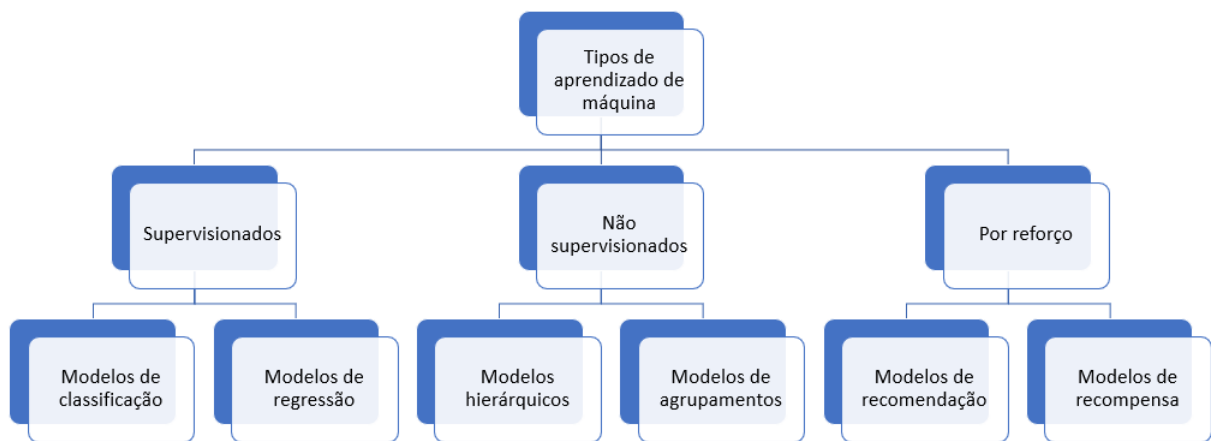 Tipos de
aprendizado de
máquina
Supervisionados
Não
supervisionados
Por reforço
Modelos de
classificação
Modelos de
regressão
Modelos
hierárquicos
Modelos de
agrupamentos
Modelos de
recomendação
Modelos de
recompensa